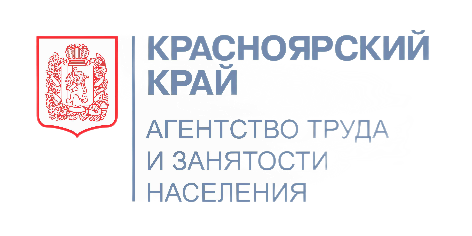 КРАСНОЯРСКИЙ
КРАЙ
АГЕНТСТВО ТРУДА
И ЗАНЯТОСТИ
НАСЕЛЕНИЯ